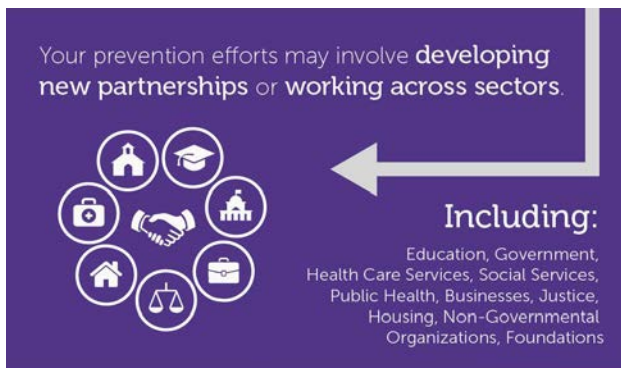 Your prevention efforts may involve developing
new partnerships or working across sectors.
Including:
Education, Government,
Health Care Services, Social Services,
Public Health, Businesses, Justice,
Housing, Non-Governmental
Organizations, Foundations